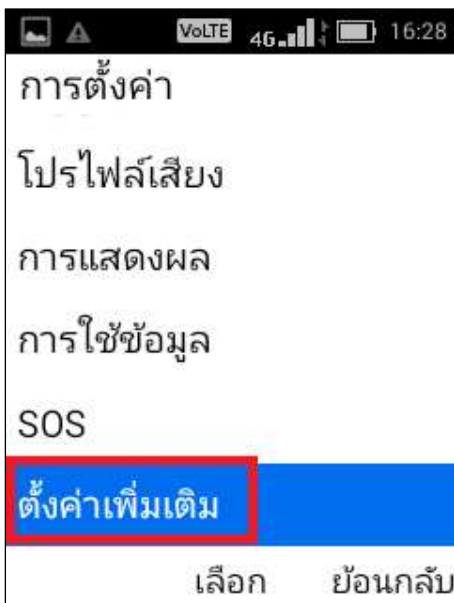 VoLTE 4G 16:28
การตั้งค่า
โปรไฟล์เสียง
การแสดงผล
การใช้ข้อมูล
SOS
ตั้งค่าเพิ่มเติม
เลือก ย้อนกลับ